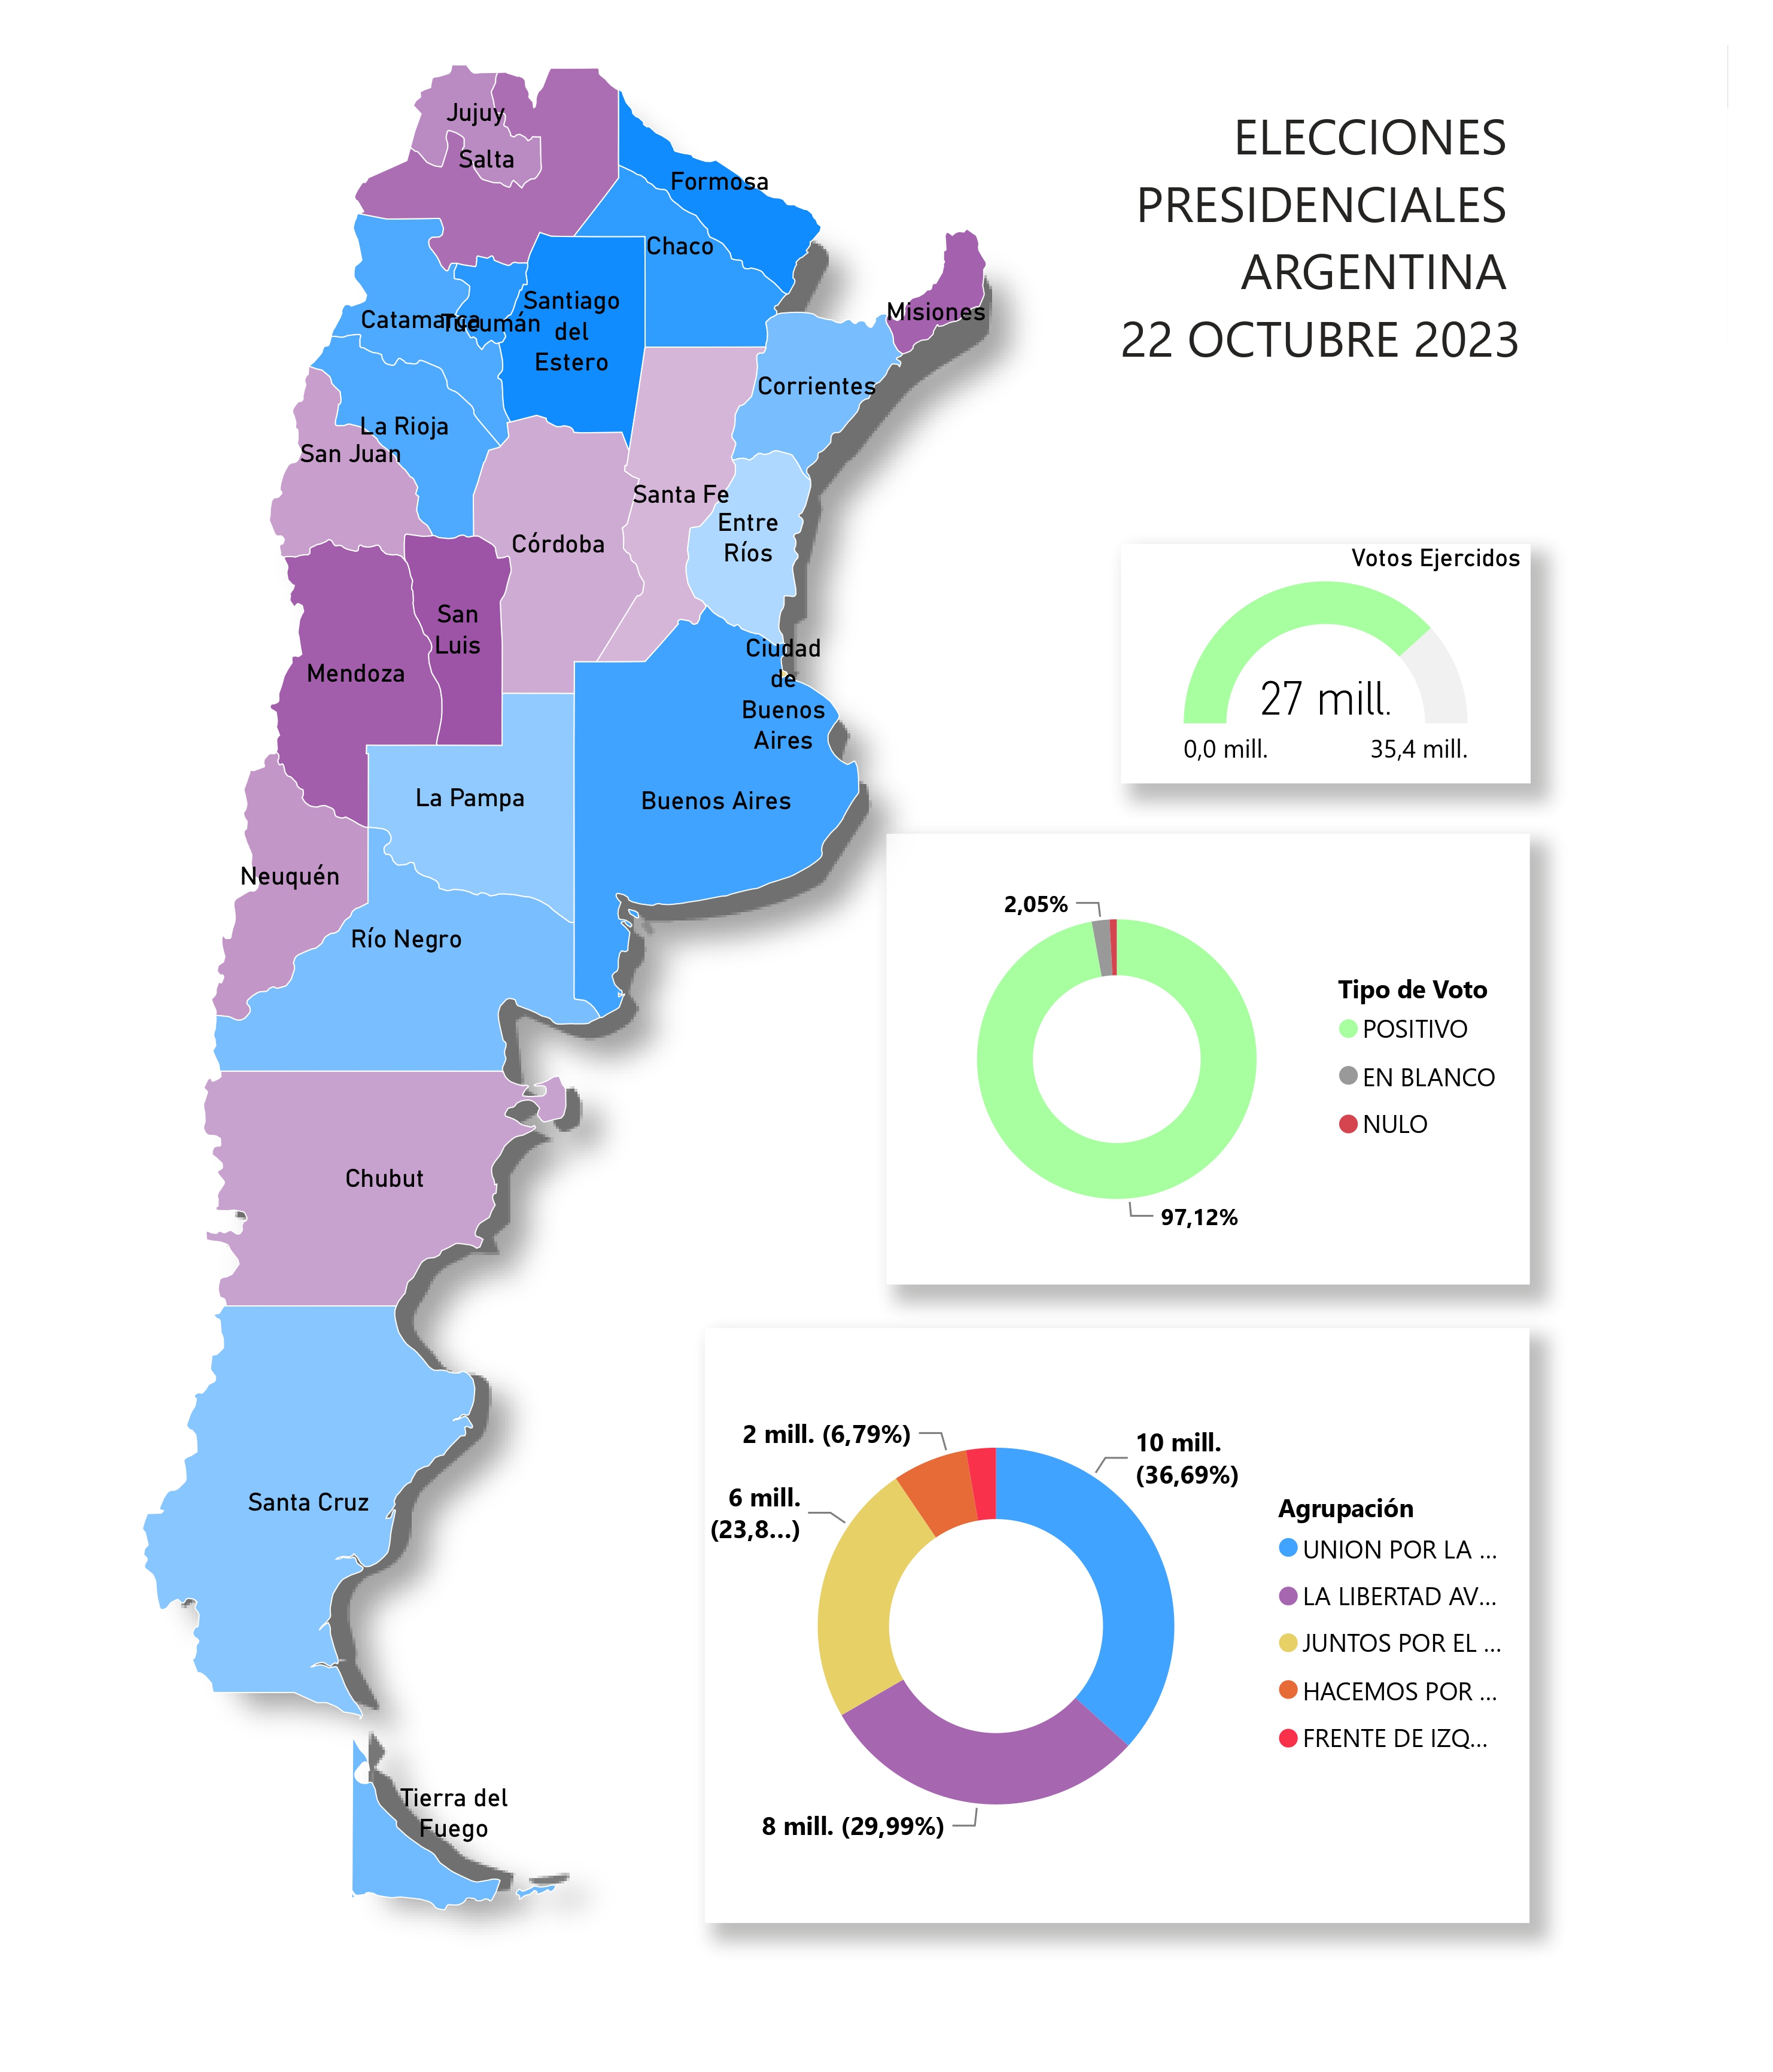 ELECCIONES
PRESIDENCIALES
ARGENTINA
22 OCTUBRE 2023
Jujuy
Salta
Formosa
Chaco
Misiones
Catamarca
Tucumán
Santiago
del
Estero
Corrientes
La Rioja
San Juan
Santa Fe
Entre
Ríos
Córdoba
San
Luis
Mendoza
Ciudad
de
Buenos
Aires
La Pampa
Buenos Aires
Neuquén
Río Negro
Chubut
Santa Cruz
Tierra del
Fuego
Votos Ejercidos
27 mill.
0,0 mill.
35,4 mill.
2,05%
97,12%
Tipo de Voto
POSITIVO
EN BLANCO
NULO
2 mill. (6,79%)
10 mill.
(36,69%)
6 mill.
(23,8...)
8 mill. (29,99%)
Agrupación
UNION POR LA ...
LA LIBERTAD AV...
JUNTOS POR EL ...
HACEMOS POR ...
FRENTE DE IZQ...